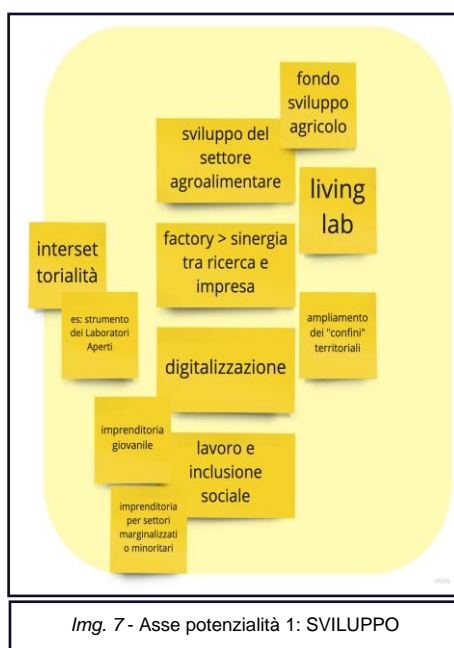 fondo
sviluppo
agricolo
sviluppo del
settore
agroalimentare
living
lab
factory > sinergia
tra ricerca e
impresa
interset
torialità
es: strumento
dei Laboratori
Aperti
ampliamento
dei "confini"
territoriali
digitalizzazione
imprenditoria
giovanile
lavoro e
inclusione
sociale
imprenditoria
per settori
marginalizzati
o minoritari
miro
Img. 7 - Asse potenzialità 1: SVILUPPO